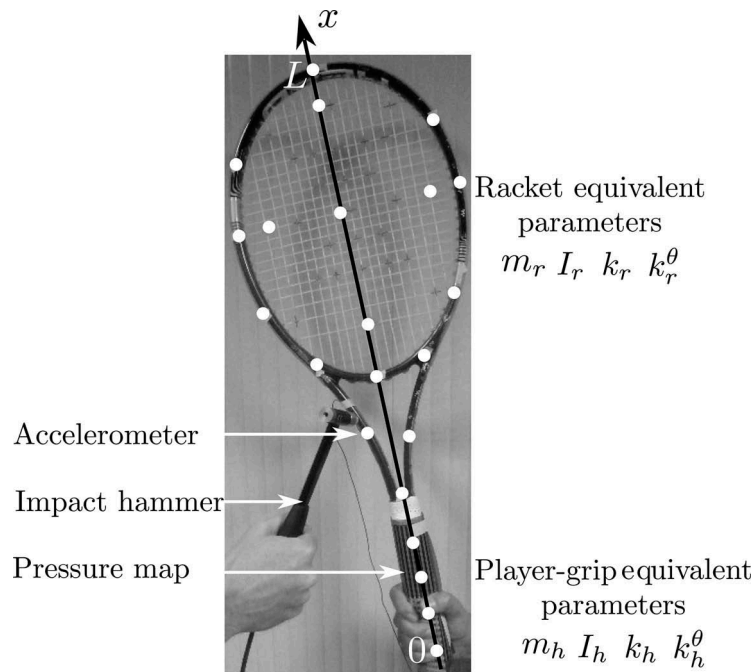 x
L
Racket equivalent
parameters
m_r I_r k_r k_r^θ
Accelerometer
Impact hammer
Pressure map
Player-grip equivalent
parameters
0
m_h I_h k_h k_h^θ